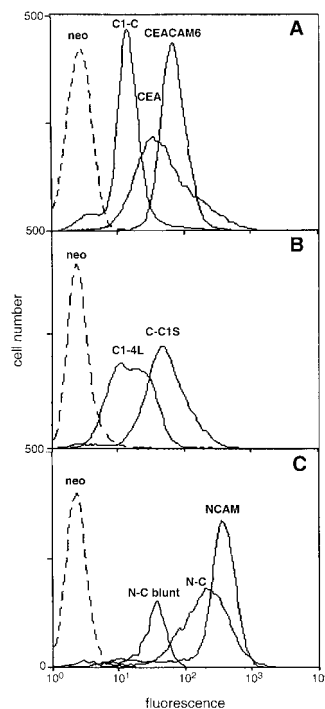 500
A
C1-C
CEACAM6
neo
CEA
500
B
neo
C-C1S
C1-4L
cell number
500
C
neo
NCAM
N-C
N-C blunt
0
10⁰ 10¹ 10² 10³ 10
fluorescence